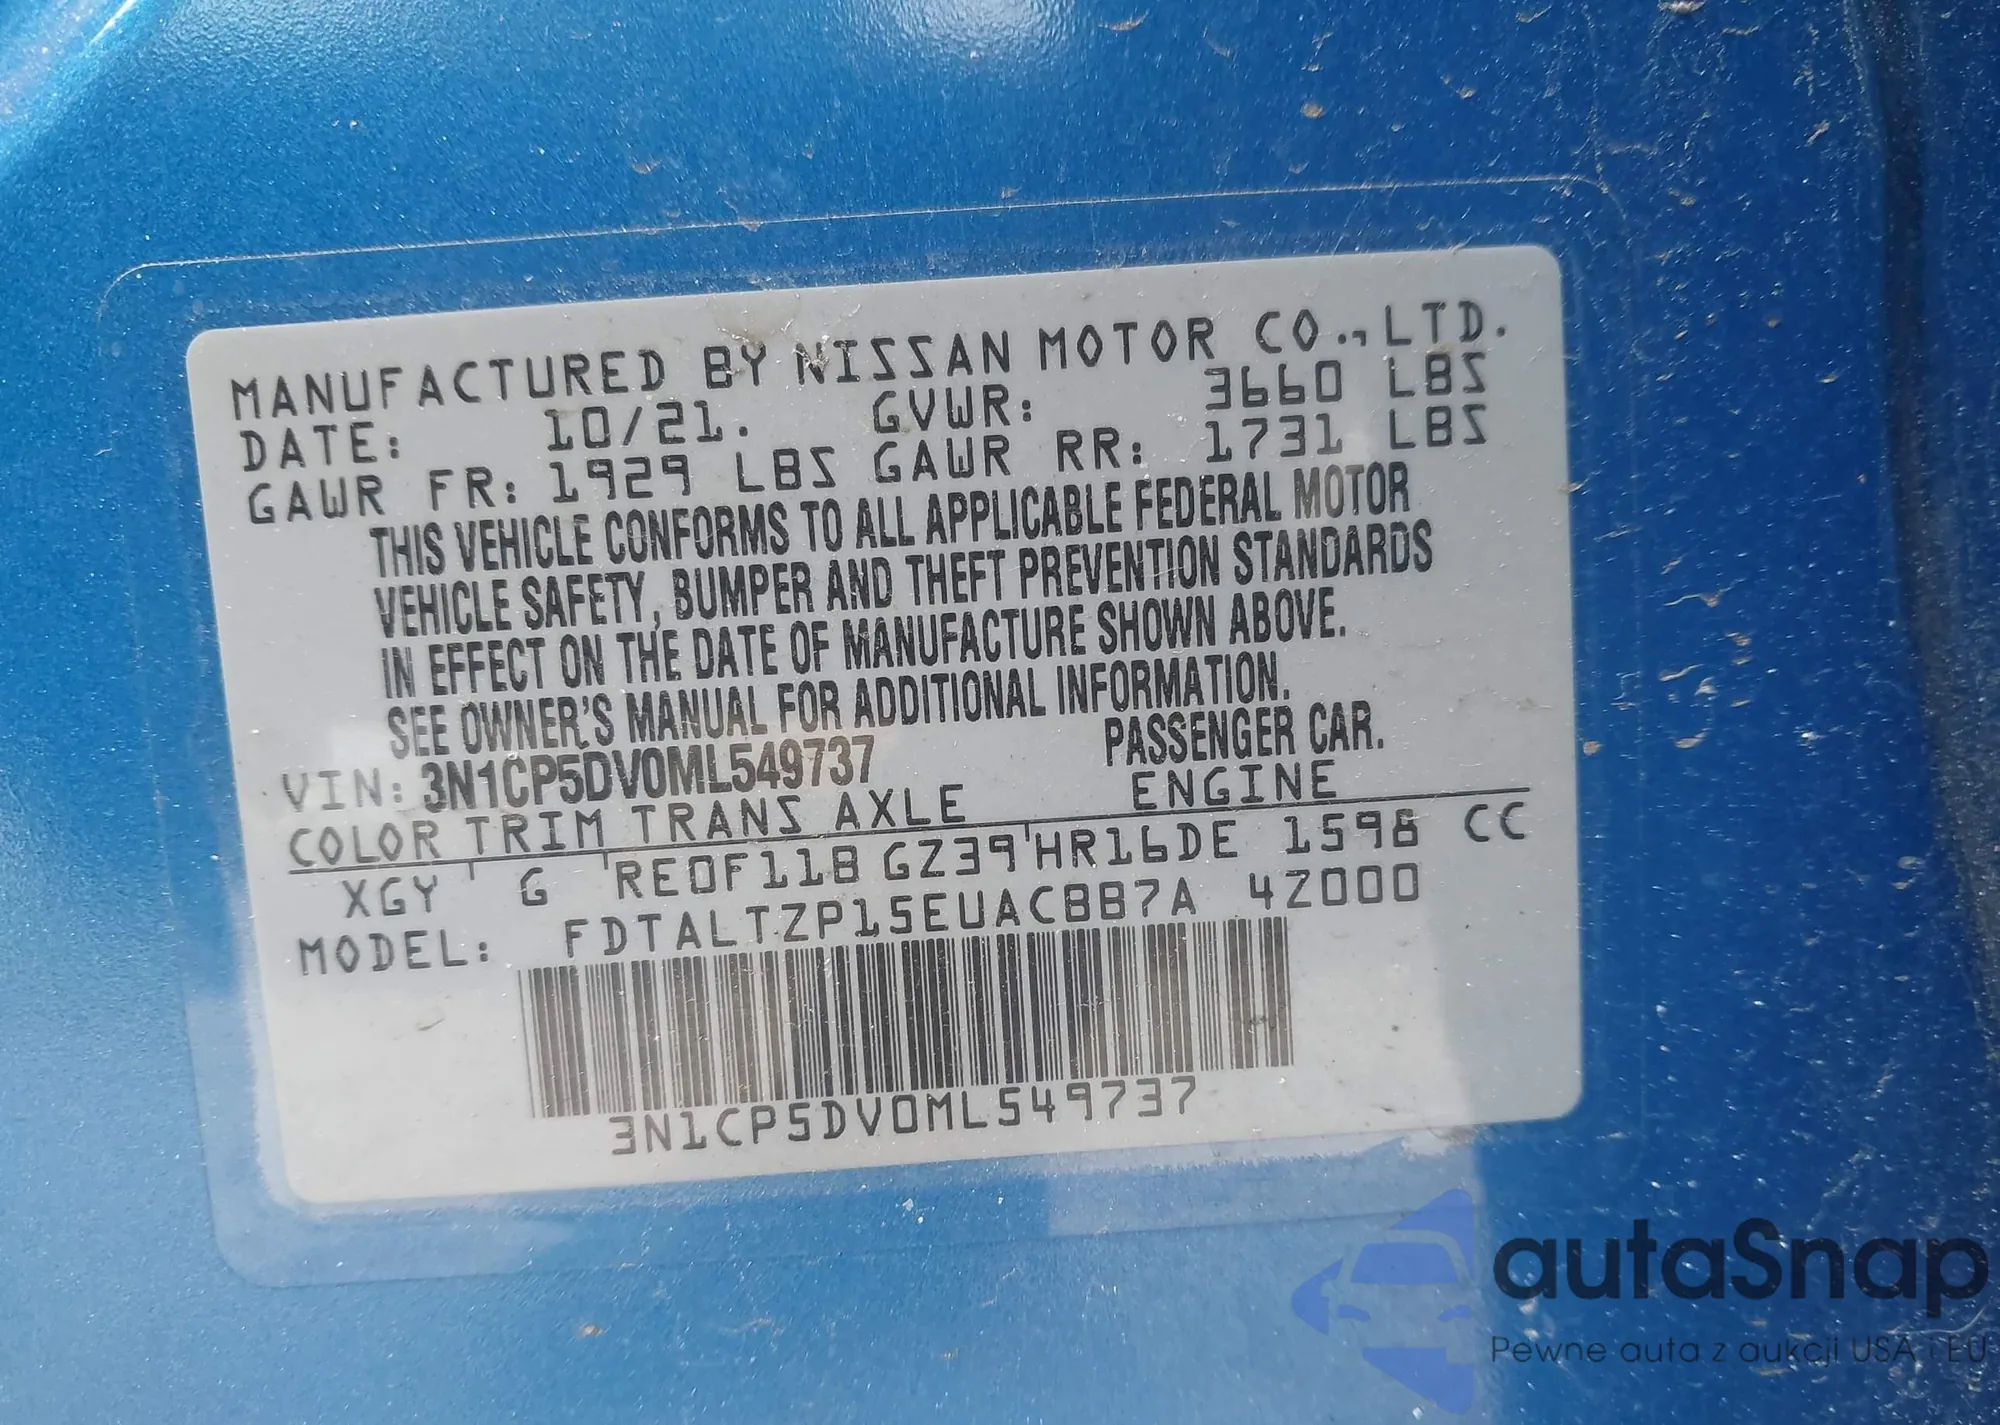 MANUFACTURED BY NISSAN MOTOR CO., LTD.
DATE: 10/21. GVWR: 3660 LBS
GAWR FR: 1929 LBS GAWR RR: 1731 LBS
THIS VEHICLE CONFORMS TO ALL APPLICABLE FEDERAL MOTOR
VEHICLE SAFETY, BUMPER AND THEFT PREVENTION STANDARDS
IN EFFECT ON THE DATE OF MANUFACTURE SHOWN ABOVE.
SEE OWNER'S MANUAL FOR ADDITIONAL INFORMATION.
VIN: 3N1CP5DV0ML549737 PASSENGER CAR.
COLOR TRIM TRANS AXLE ENGINE
XGY G RE0F11B GZ39 HR16DE 1598 CC
MODEL: FDTALTZP15EUACBB7A 4Z000
3N1CP5DV0ML549737
autaSnap
Pewne auta z aukcji USA i EU